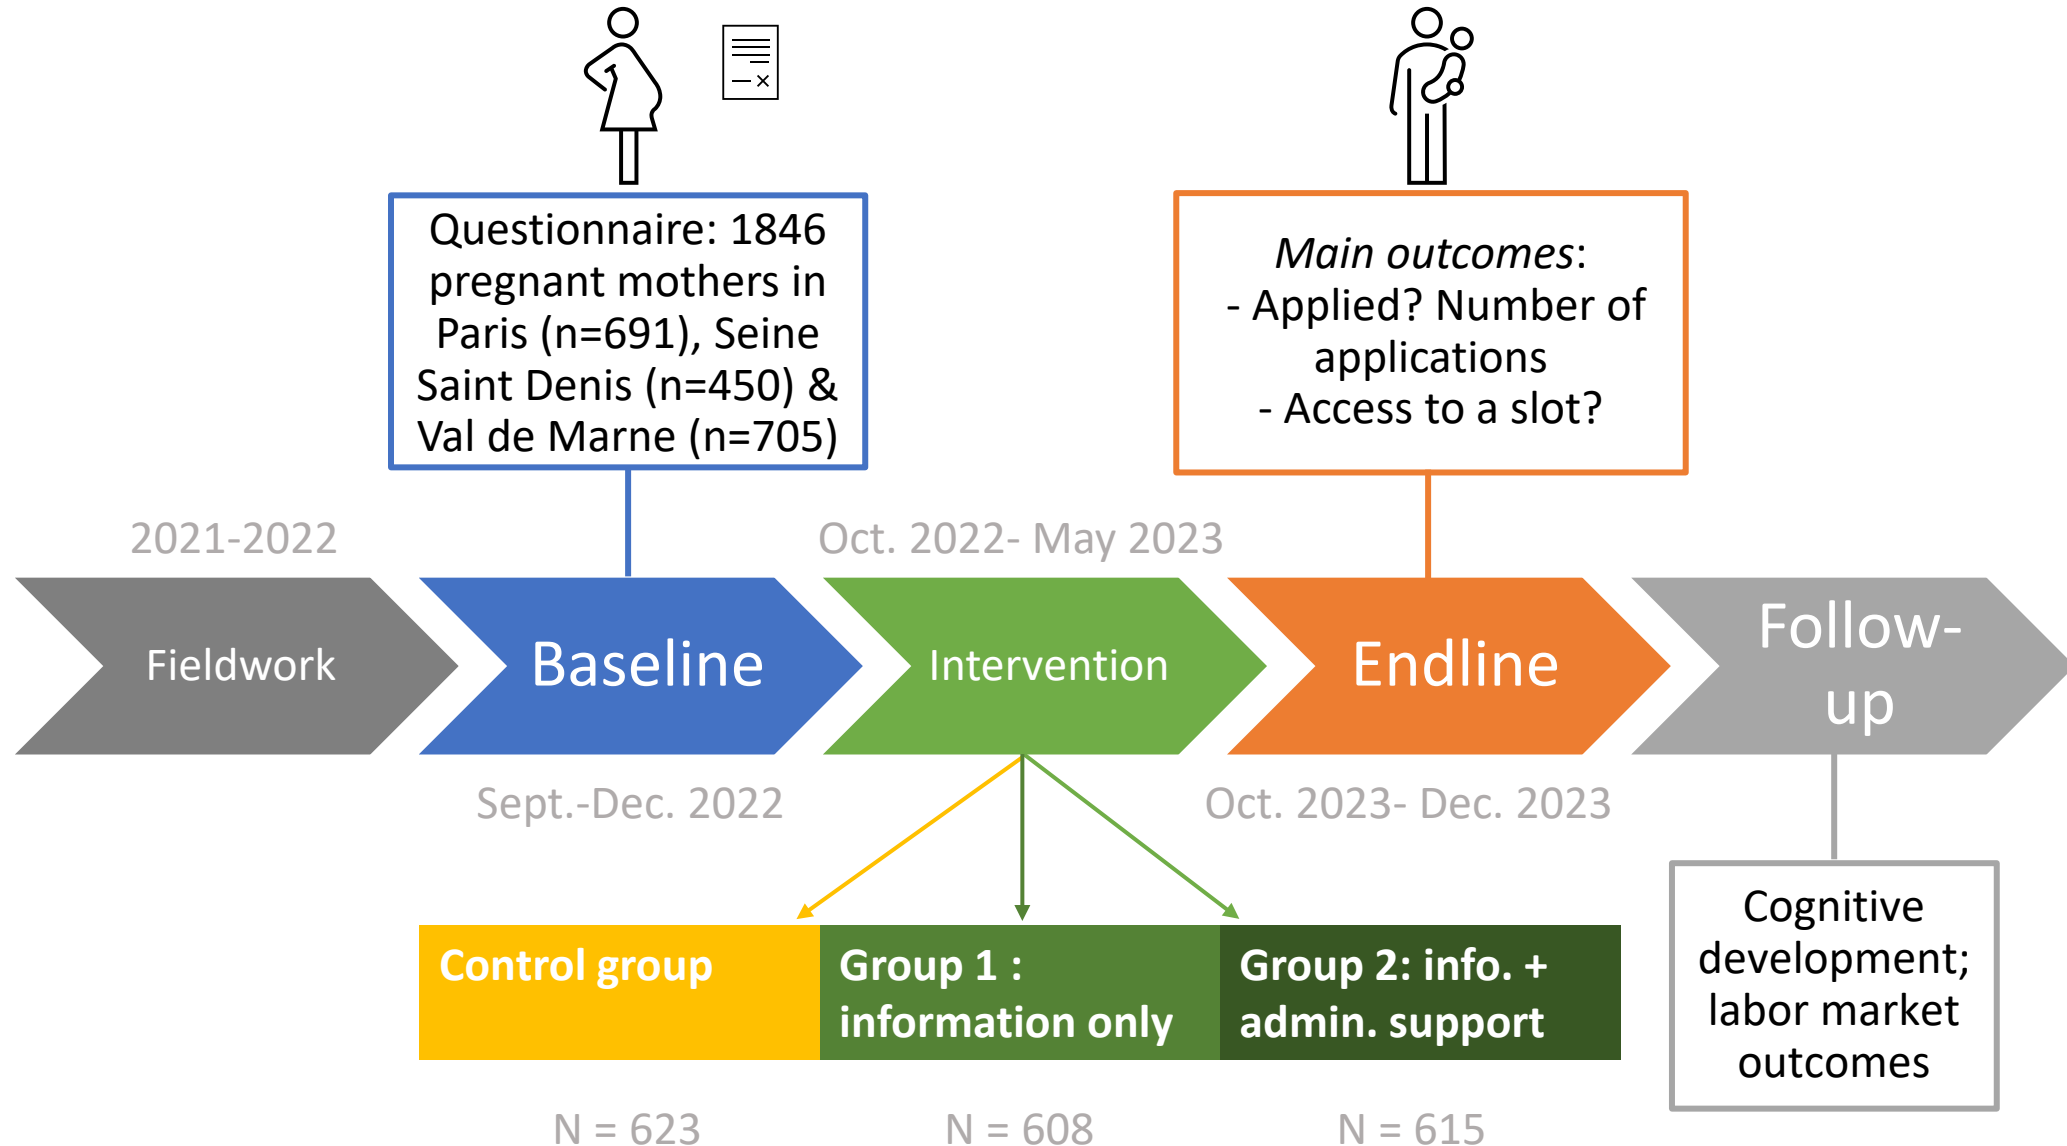 Questionnaire: 1846
pregnant mothers in
Paris (n=691), Seine
Saint Denis (n=450) &
Val de Marne (n=705)
Main outcomes:
- Applied? Number of
applications
- Access to a slot?
2021-2022
Oct. 2022- May 2023
Fieldwork
Baseline
Intervention
Endline
Follow-
up
Sept.-Dec. 2022
Oct. 2023- Dec. 2023
Control group
Group 1 :
information only
Group 2: info. +
admin. support
Cognitive
development;
labor market
outcomes
N = 623
N = 608
N = 615